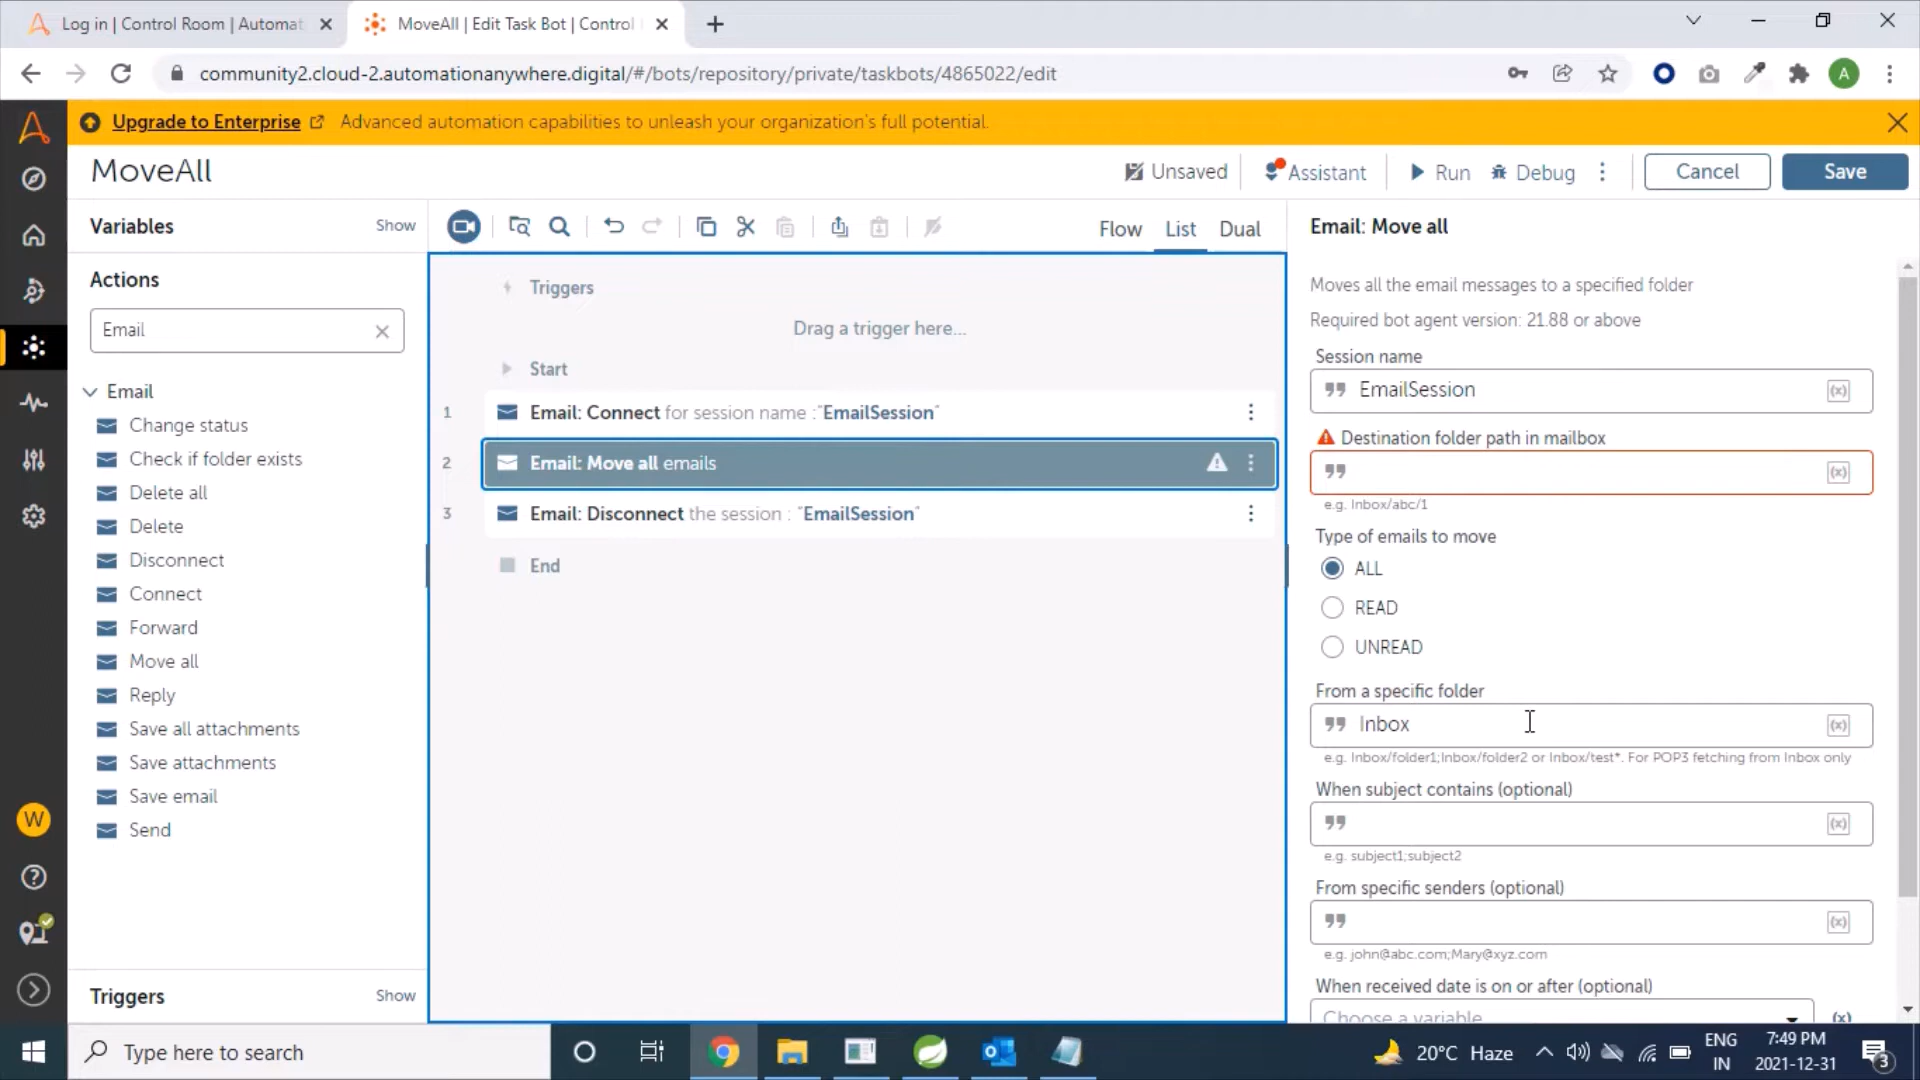 Log in | Control Room | Automat
MoveAll | Edit Task Bot | Control
community2.cloud-2.automationanywhere.digital/#/bots/repository/private/taskbots/4865022/edit
A
Upgrade to Enterprise Advanced automation capabilities to unleash your organization's full potential.
MoveAll
Unsaved
Assistant
Run
Debug
Cancel
Save
Variables
Show
Actions
Email
Email
Change status
Check if folder exists
Delete all
Delete
Disconnect
Connect
Forward
Move all
Reply
Save all attachments
Save attachments
Save email
Send
Triggers
Show
W
Flow
List
Dual
Triggers
Drag a trigger here...
Start
1 Email: Connect for session name :"EmailSession"
2 Email: Move all emails
3 Email: Disconnect the session : "EmailSession"
End
Email: Move all
Moves all the email messages to a specified folder
Required bot agent version: 21.88 or above
Session name
EmailSession
(x)
Destination folder path in mailbox
(x)
e.g. Inbox/abc/1
Type of emails to move
ALL
READ
UNREAD
From a specific folder
Inbox
(x)
e.g. Inbox/folder1;Inbox/folder2 or Inbox/test*. For POP3 fetching from Inbox only
When subject contains (optional)
(x)
e.g. subject1;subject2
From specific senders (optional)
(x)
e.g. john@abc.com;Mary@xyz.com
When received date is on or after (optional)
Choose a variable
(x)
Type here to search
20°C Haze
ENG
IN
7:49 PM
2021-12-31
3